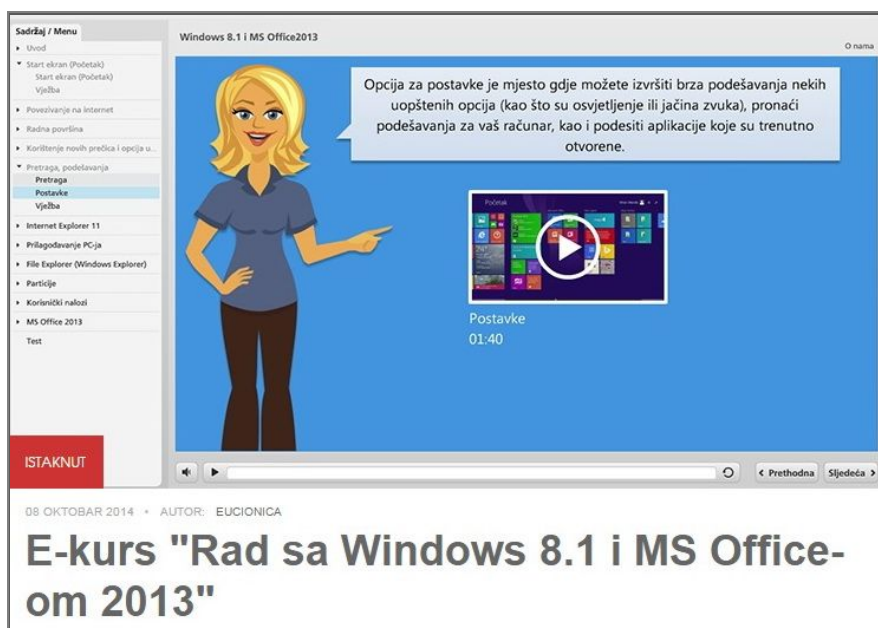 Sadržaj / Menu
Uvod
Start ekran (Početak)
Start ekran (Početak)
Vježba
Povezivanje na internet
Radna površina
Korištenje novih prečica i opcija u...
Pretraga, podešavanja
Pretraga
Postavke
Vježba
Internet Explorer 11
Prilagođavanje PC-ja
File Explorer (Windows Explorer)
Particije
Korisnički nalozi
MS Office 2013
Test
ISTAKNUT
Windows 8.1 i MS Office2013
O nama
Opcija za postavke je mjesto gdje možete izvršiti brza podešavanja nekih
uopštenih opcija (kao što su osvjetljenje ili jačina zvuka), pronaći
podešavanja za vaš računar, kao i podesiti aplikacije koje su trenutno
otvorene.
Početak
Postavke
01:40
< Prethodna
Sljedeća >
08 OKTOBAR 2014 • AUTOR: EUCIONICA
E-kurs "Rad sa Windows 8.1 i MS Office-
om 2013"